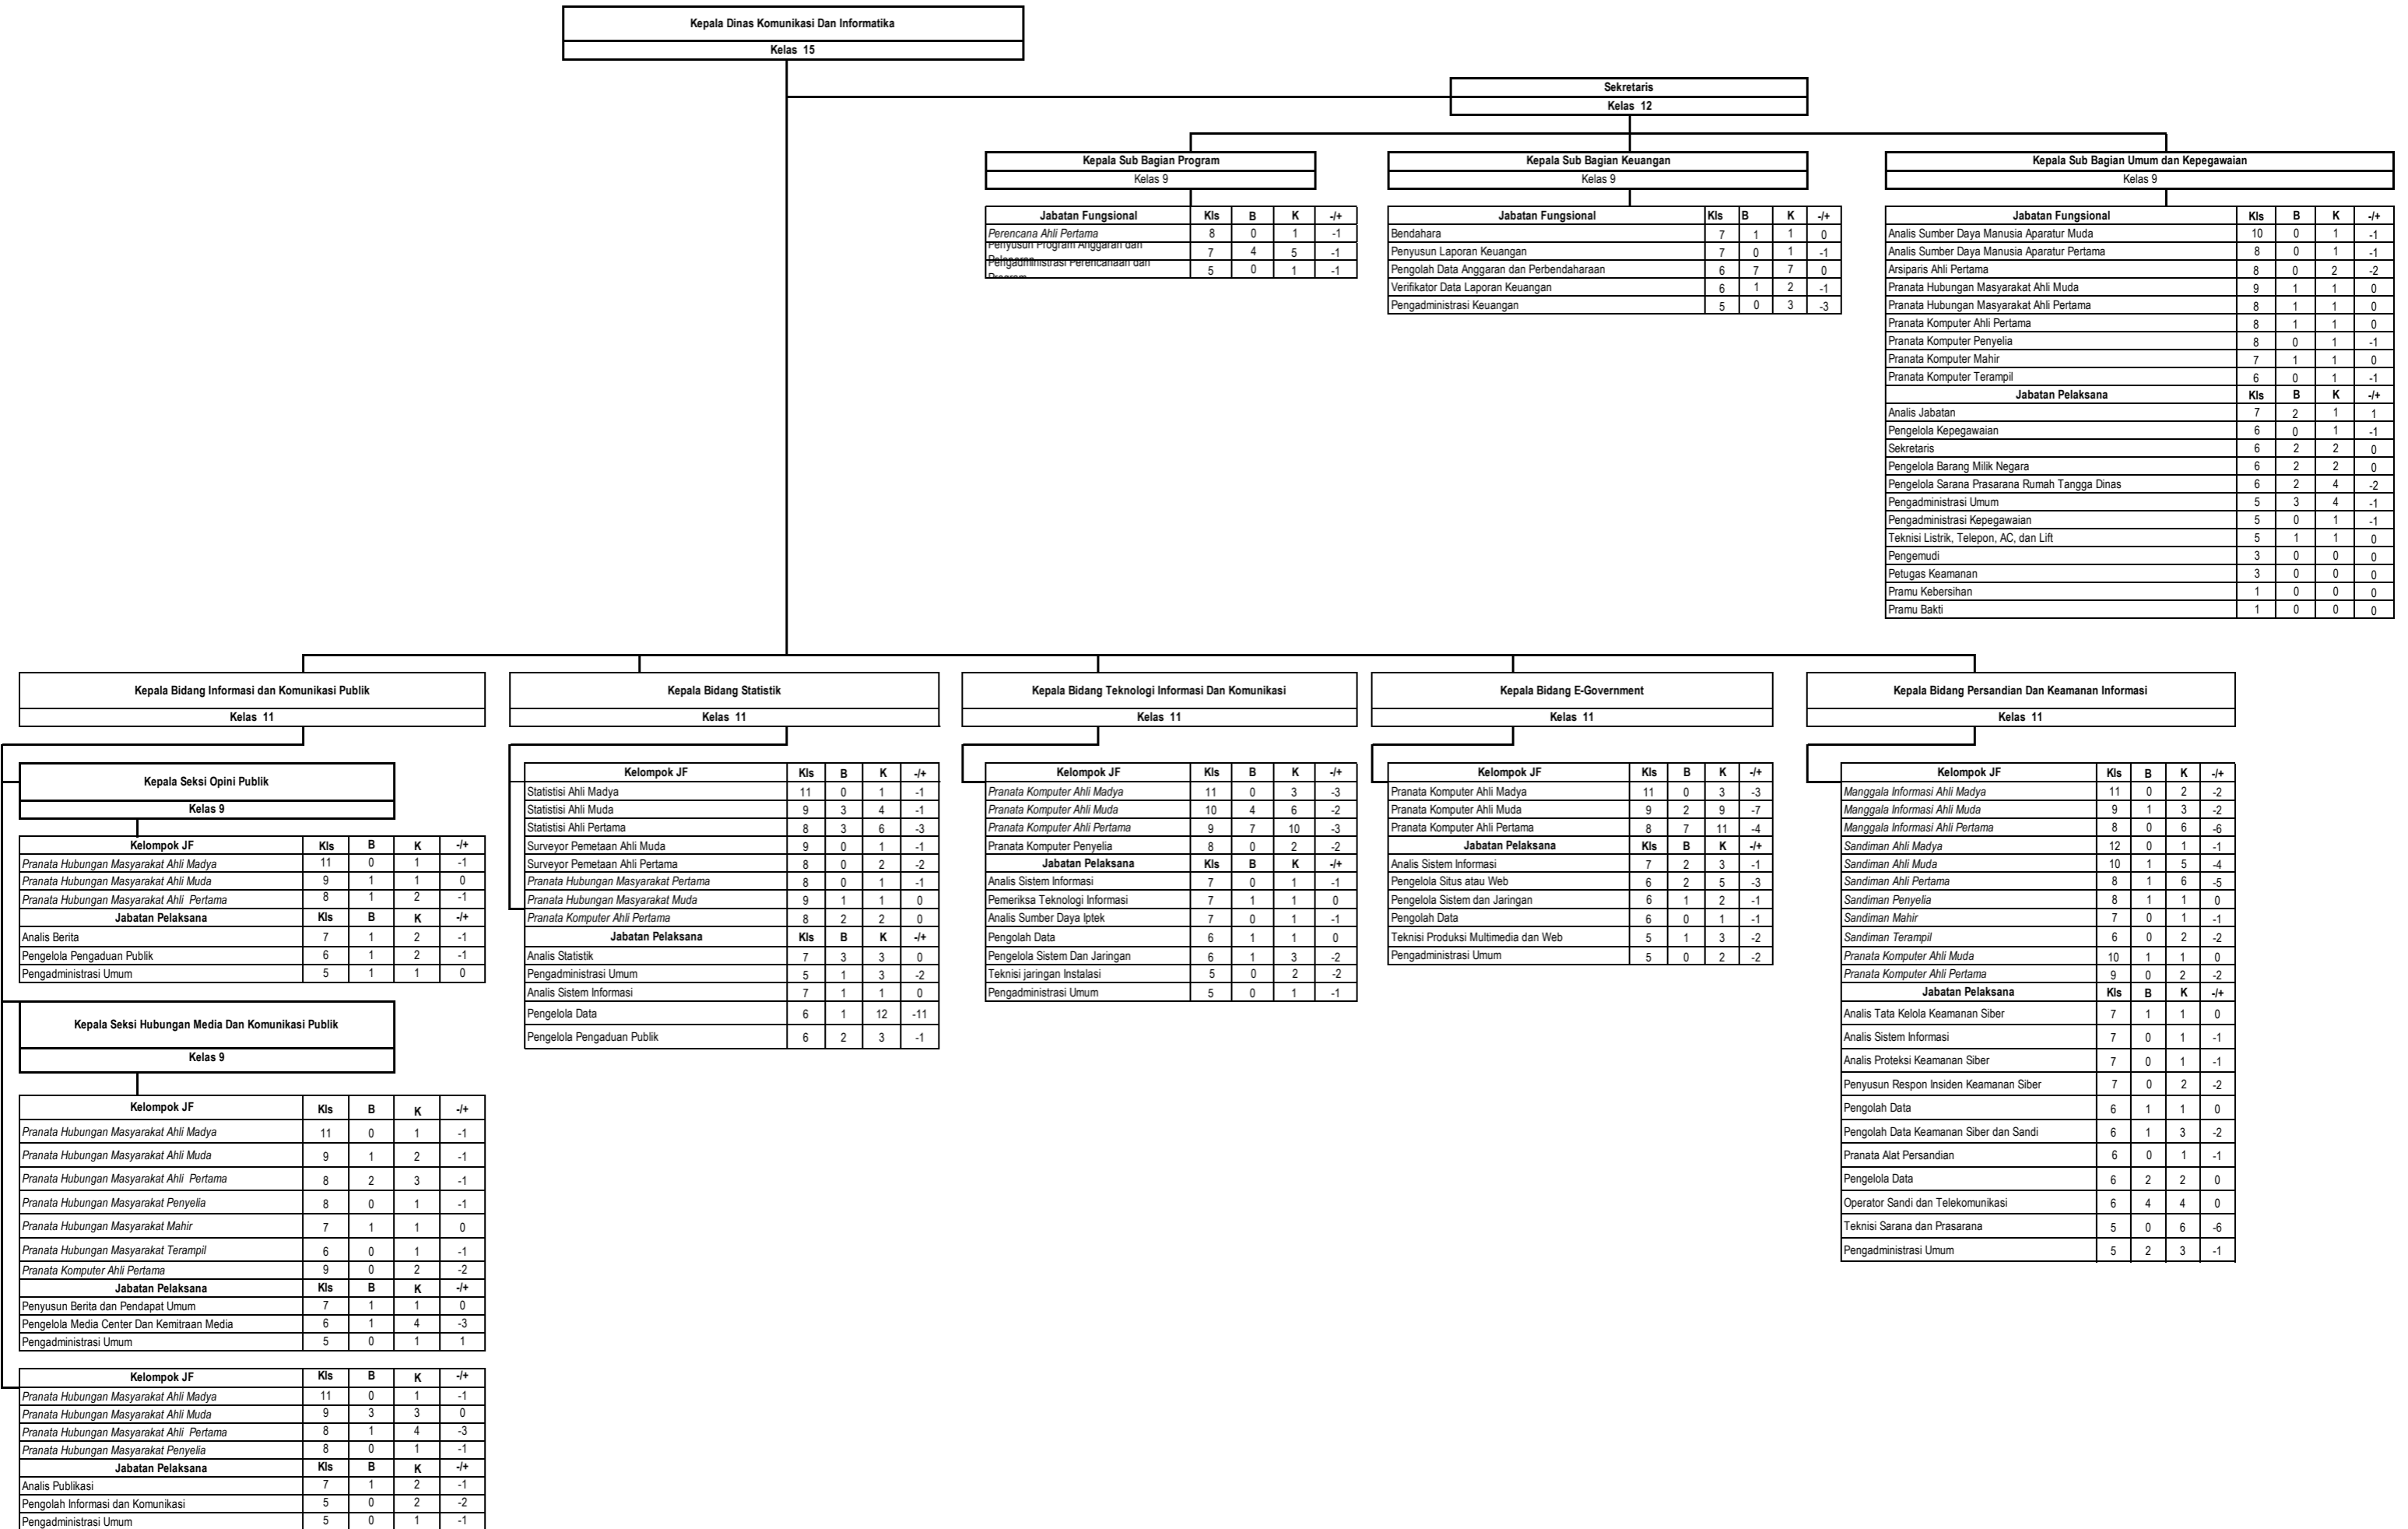 Kepala Dinas Komunikasi Dan Informatika
Kelas 15
Sekretaris
Kelas 12
Kepala Sub Bagian Program
Kelas 9
Jabatan Fungsional Kls B K -/+
Perencana Ahli Pertama 8 0 1 -1
Penyusun Program Anggaran dan
Pelaporan 7 4 5 -1
Pengadministrasi Perencanaan dan
Program 5 0 1 -1
Kepala Sub Bagian Keuangan
Kelas 9
Jabatan Fungsional Kls B K -/+
Bendahara 7 1 1 0
Penyusun Laporan Keuangan 7 0 1 -1
Pengolah Data Anggaran dan Perbendaharaan 6 7 7 0
Verifikator Data Laporan Keuangan 6 1 2 -1
Pengadministrasi Keuangan 5 0 3 -3
Kepala Sub Bagian Umum dan Kepegawaian
Kelas 9
Jabatan Fungsional Kls B K -/+
Analis Sumber Daya Manusia Aparatur Muda 10 0 1 -1
Analis Sumber Daya Manusia Aparatur Pertama 8 0 1 -1
Arsiparis Ahli Pertama 8 0 2 -2
Pranata Hubungan Masyarakat Ahli Muda 9 1 1 0
Pranata Hubungan Masyarakat Ahli Pertama 8 1 1 0
Pranata Komputer Ahli Pertama 8 1 1 0
Pranata Komputer Penyelia 8 0 1 -1
Pranata Komputer Mahir 7 1 1 0
Pranata Komputer Terampil 6 0 1 -1
Jabatan Pelaksana Kls B K -/+
Analis Jabatan 7 2 1 1
Pengelola Kepegawaian 6 0 1 -1
Sekretaris 6 2 2 0
Pengelola Barang Milik Negara 6 2 2 0
Pengelola Sarana Prasarana Rumah Tangga Dinas 6 2 4 -2
Pengadministrasi Umum 5 3 4 -1
Pengadministrasi Kepegawaian 5 0 1 -1
Teknisi Listrik, Telepon, AC, dan Lift 5 1 1 0
Pengemudi 3 0 0 0
Petugas Keamanan 3 0 0 0
Pramu Kebersihan 1 0 0 0
Pramu Bakti 1 0 0 0
Kepala Bidang Informasi dan Komunikasi Publik
Kelas 11
Kepala Seksi Opini Publik
Kelas 9
Kelompok JF Kls B K -/+
Pranata Hubungan Masyarakat Ahli Madya 11 0 1 -1
Pranata Hubungan Masyarakat Ahli Muda 9 1 1 0
Pranata Hubungan Masyarakat Ahli Pertama 8 1 2 -1
Jabatan Pelaksana Kls B K -/+
Analis Berita 7 1 2 -1
Pengelola Pengaduan Publik 6 1 2 -1
Pengadministrasi Umum 5 1 1 0
Kepala Seksi Hubungan Media Dan Komunikasi Publik
Kelas 9
Kelompok JF Kls B K -/+
Pranata Hubungan Masyarakat Ahli Madya 11 0 1 -1
Pranata Hubungan Masyarakat Ahli Muda 9 1 2 -1
Pranata Hubungan Masyarakat Ahli Pertama 8 2 3 -1
Pranata Hubungan Masyarakat Penyelia 8 0 1 -1
Pranata Hubungan Masyarakat Mahir 7 1 1 0
Pranata Hubungan Masyarakat Terampil 6 0 1 -1
Pranata Komputer Ahli Pertama 9 0 2 -2
Jabatan Pelaksana Kls B K -/+
Penyusun Berita dan Pendapat Umum 7 1 1 0
Pengelola Media Center Dan Kemitraan Media 6 1 4 -3
Pengadministrasi Umum 5 0 1 1
Kelompok JF Kls B K -/+
Pranata Hubungan Masyarakat Ahli Madya 11 0 1 -1
Pranata Hubungan Masyarakat Ahli Muda 9 3 3 0
Pranata Hubungan Masyarakat Ahli Pertama 8 1 4 -3
Pranata Hubungan Masyarakat Penyelia 8 0 1 -1
Jabatan Pelaksana Kls B K -/+
Analis Publikasi 7 1 2 -1
Pengolah Informasi dan Komunikasi 5 0 2 -2
Pengadministrasi Umum 5 0 1 -1
Kepala Bidang Statistik
Kelas 11
Kelompok JF Kls B K -/+
Statistisi Ahli Madya 11 0 1 -1
Statistisi Ahli Muda 9 3 4 -1
Statistisi Ahli Pertama 8 3 6 -3
Surveyor Pemetaan Ahli Muda 9 0 1 -1
Surveyor Pemetaan Ahli Pertama 8 0 2 -2
Pranata Hubungan Masyarakat Pertama 8 0 1 -1
Pranata Hubungan Masyarakat Muda 9 1 1 0
Pranata Komputer Ahli Pertama 8 2 2 0
Jabatan Pelaksana Kls B K -/+
Analis Statistik 7 3 3 0
Pengadministrasi Umum 5 1 3 -2
Analis Sistem Informasi 7 1 1 0
Pengelola Data 6 1 12 -11
Pengelola Pengaduan Publik 6 2 3 -1
Kepala Bidang Teknologi Informasi Dan Komunikasi
Kelas 11
Kelompok JF Kls B K -/+
Pranata Komputer Ahli Madya 11 0 3 -3
Pranata Komputer Ahli Muda 10 4 6 -2
Pranata Komputer Ahli Pertama 9 7 10 -3
Pranata Komputer Penyelia 8 0 2 -2
Jabatan Pelaksana Kls B K -/+
Analis Sistem Informasi 7 0 1 -1
Pemeriksa Teknologi Informasi 7 1 1 0
Analis Sumber Daya Iptek 7 0 1 -1
Pengolah Data 6 1 1 0
Pengelola Sistem Dan Jaringan 6 1 3 -2
Teknisi jaringan Instalasi 5 0 2 -2
Pengadministrasi Umum 5 0 1 -1
Kepala Bidang E-Government
Kelas 11
Kelompok JF Kls B K -/+
Pranata Komputer Ahli Madya 11 0 3 -3
Pranata Komputer Ahli Muda 9 2 9 -7
Pranata Komputer Ahli Pertama 8 7 11 -4
Jabatan Pelaksana Kls B K -/+
Analis Sistem Informasi 7 2 3 -1
Pengelola Situs atau Web 6 2 5 -3
Pengelola Sistem dan Jaringan 6 1 2 -1
Pengolah Data 6 0 1 -1
Teknisi Produksi Multimedia dan Web 5 1 3 -2
Pengadministrasi Umum 5 0 2 -2
Kepala Bidang Persandian Dan Keamanan Informasi
Kelas 11
Kelompok JF Kls B K -/+
Manggala Informasi Ahli Madya 11 0 2 -2
Manggala Informasi Ahli Muda 9 1 3 -2
Manggala Informasi Ahli Pertama 8 0 6 -6
Sandiman Ahli Madya 12 0 1 -1
Sandiman Ahli Muda 10 1 5 -4
Sandiman Ahli Pertama 8 1 6 -5
Sandiman Penyelia 8 1 1 0
Sandiman Mahir 7 0 1 -1
Sandiman Terampil 6 0 2 -2
Pranata Komputer Ahli Muda 10 1 1 0
Pranata Komputer Ahli Pertama 9 0 2 -2
Jabatan Pelaksana Kls B K -/+
Analis Tata Kelola Keamanan Siber 7 1 1 0
Analis Sistem Informasi 7 0 1 -1
Analis Proteksi Keamanan Siber 7 0 1 -1
Penyusun Respon Insiden Keamanan Siber 7 0 2 -2
Pengolah Data 6 1 1 0
Pengolah Data Keamanan Siber dan Sandi 6 1 3 -2
Pranata Alat Persandian 6 0 1 -1
Pengelola Data 6 2 2 0
Operator Sandi dan Telekomunikasi 6 4 4 0
Teknisi Sarana dan Prasarana 5 0 6 -6
Pengadministrasi Umum 5 2 3 -1